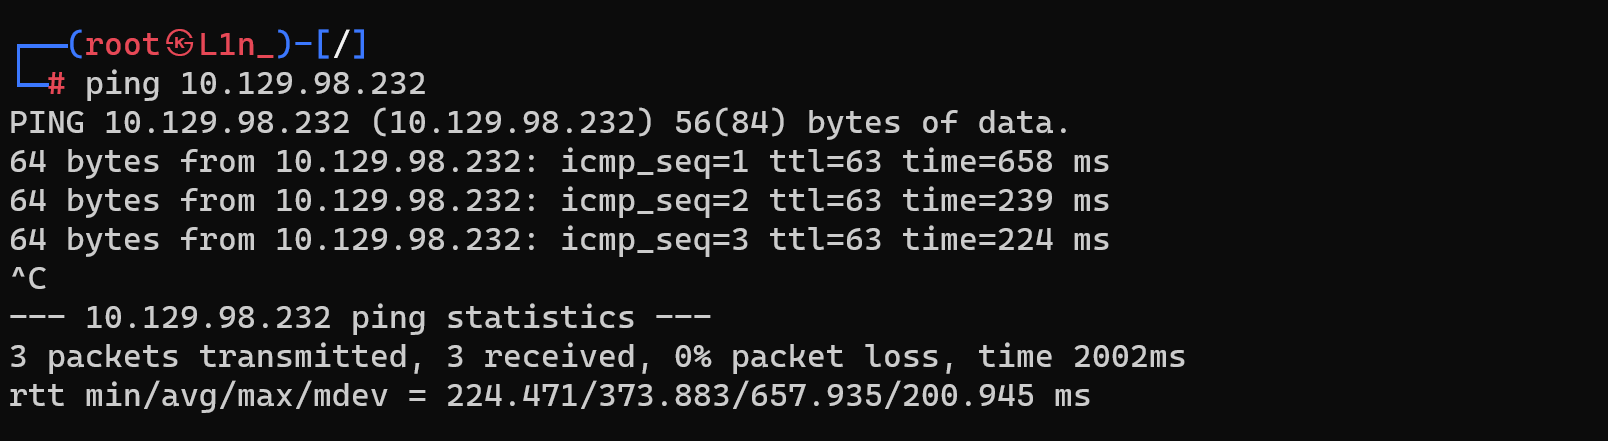 ┌──(root㉿L1n_)-[/]
└─# ping 10.129.98.232
PING 10.129.98.232 (10.129.98.232) 56(84) bytes of data.
64 bytes from 10.129.98.232: icmp_seq=1 ttl=63 time=658 ms
64 bytes from 10.129.98.232: icmp_seq=2 ttl=63 time=239 ms
64 bytes from 10.129.98.232: icmp_seq=3 ttl=63 time=224 ms
^C
--- 10.129.98.232 ping statistics ---
3 packets transmitted, 3 received, 0% packet loss, time 2002ms
rtt min/avg/max/mdev = 224.471/373.883/657.935/200.945 ms